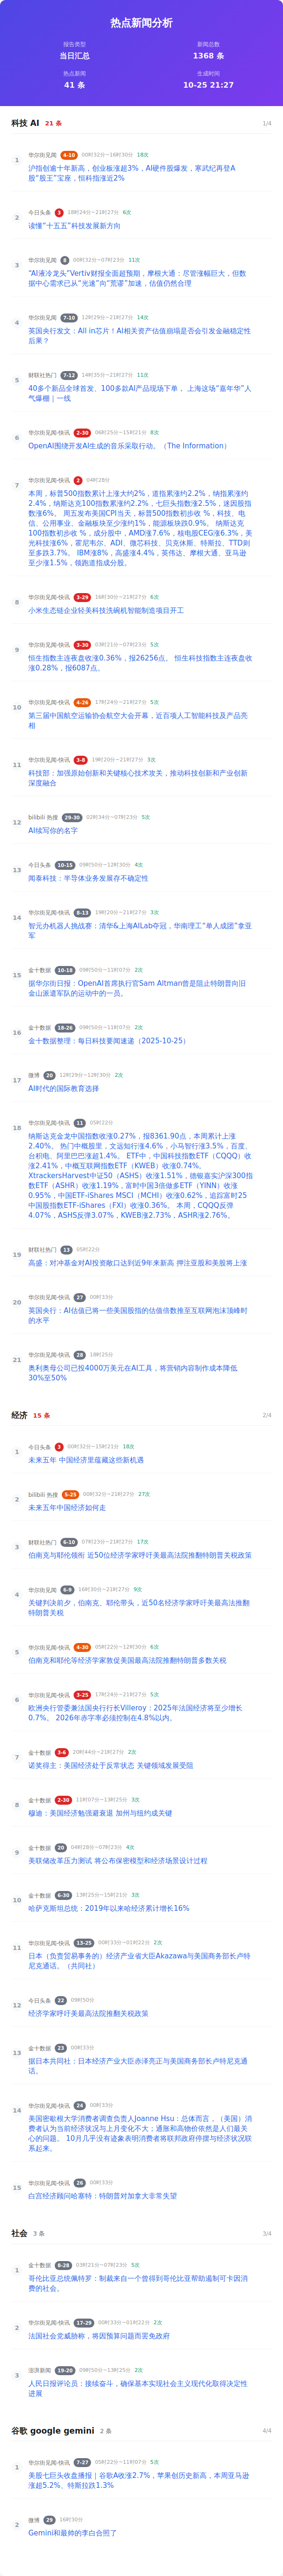 热点新闻分析
报告类型
当日汇总
新闻总数
1368 条
热点新闻
41 条
生成时间
10-25 21:27
科技 AI 21 条 1/4
1 华尔街见闻 4-10 00时32分~16时30分 18次
沪指创逾十年新高，创业板涨超3%，AI硬件股爆发，寒武纪再登A
股“股王”宝座，恒科指涨近2%
2 今日头条 3 18时24分~21时27分 6次
读懂“十五五”科技发展新方向
3 华尔街见闻 8 00时32分~07时23分 11次
“AI液冷龙头”Vertiv财报全面超预期，摩根大通：尽管涨幅巨大，但数
据中心需求已从“光速”向“荒谬”加速，估值仍然合理
4 华尔街见闻 7-10 12时29分~21时27分 14次
英国央行发文：All in芯片！AI相关资产估值崩塌是否会引发金融稳定性
后果？
5 财联社热门 7-12 14时35分~21时27分 11次
40多个新品全球首发、100多款AI产品现场下单， 上海这场“嘉年华”人
气爆棚｜一线
6 华尔街见闻-快讯 2-30 06时25分~15时21分 8次
OpenAI围绕开发AI生成的音乐采取行动。（The Information）
7 华尔街见闻-快讯 2 04时28分
本周，标普500指数累计上涨大约2%，道指累涨约2.2%，纳指累涨约
2.4%，纳斯达克100指数累涨约2.2%，七巨头指数涨2.5%，迷因股指
数涨6%。 周五发布美国CPI当天，标普500指数初步收 %，科技、电
信、公用事业、金融板块至少涨约1%，能源板块跌0.9%。 纳斯达克
100指数初步收 %，成分股中，AMD涨7.6%，核电股CEG涨6.3%，美
光科技涨6%，霍尼韦尔、ADI、微芯科技、贝克休斯、特斯拉、TTD则
至多跌3.7%。 IBM涨8%，高盛涨4.4%，英伟达、摩根大通、亚马逊
至少涨1.5%，领跑道指成分股。
8 华尔街见闻-快讯 3-29 16时30分~21时27分 6次
小米生态链企业轻美科技洗碗机智能制造项目开工
9 华尔街见闻-快讯 3-30 03时21分~07时23分 5次
恒生指数主连夜盘收涨0.36%，报26256点。 恒生科技指数主连夜盘收
涨0.28%，报6087点。
10 华尔街见闻-快讯 4-26 17时24分~21时27分 5次
第三届中国航空运输协会航空大会开幕，近百项人工智能科技及产品亮
相
11 华尔街见闻-快讯 3-8 19时20分~21时27分 3次
科技部：加强原始创新和关键核心技术攻关，推动科技创新和产业创新
深度融合
12 bilibili 热搜 29-30 02时34分~07时23分 5次
AI续写你的名字
13 今日头条 10-15 09时50分~12时30分 4次
闻泰科技：半导体业务发展存不确定性
14 华尔街见闻-快讯 8-13 19时20分~21时27分 3次
智元办机器人挑战赛：清华&上海AILab夺冠，华南理工“单人成团”拿亚
军
15 金十数据 10-18 09时50分~11时07分 2次
据华尔街日报：OpenAI首席执行官Sam Altman曾是阻止特朗普向旧
金山派遣军队的运动中的一员。
16 金十数据 18-26 09时50分~11时07分 2次
金十数据整理：每日科技要闻速递（2025-10-25）
17 微博 20 12时29分~12时30分 2次
AI时代的国际教育选择
18 华尔街见闻-快讯 11 05时22分
纳斯达克金龙中国指数收涨0.27%，报8361.90点，本周累计上涨
2.40%。 热门中概股里，文远知行涨4.6%，小马智行涨3.5%，百度、
台积电、阿里巴巴涨超1.4%。 ETF中，中国科技指数ETF（CQQQ）收
涨2.41%，中概互联网指数ETF（KWEB）收涨0.74%。
XtrackersHarvest中证50（ASHS）收涨1.51%，德银嘉实沪深300指
数ETF（ASHR）收涨1.19%，富时中国3倍做多ETF（YINN）收涨
0.95%，中国ETF-iShares MSCI（MCHI）收涨0.62%，追踪富时25
中国股指数ETF-iShares（FXI）收涨0.36%。 本周，CQQQ反弹
4.07%，ASHS反弹3.07%，KWEB涨2.73%，ASHR涨2.76%。
19 财联社热门 13 05时22分
高盛：对冲基金对AI投资敞口达到近9年来新高 押注亚股和美股将上涨
20 华尔街见闻-快讯 27 00时33分
英国央行：AI估值已将一些美国股指的估值倍数推至互联网泡沫顶峰时
的水平
21 华尔街见闻-快讯 28 18时25分
奥利奥母公司已投4000万美元在AI工具，将营销内容制作成本降低
30%至50%
经济 15 条 2/4
1 今日头条 3 00时32分~15时21分 18次
未来五年 中国经济里蕴藏这些新机遇
2 bilibili 热搜 5-25 00时32分~21时27分 27次
未来五年中国经济如何走
3 财联社热门 6-10 07时23分~21时27分 17次
伯南克与耶伦领衔 近50位经济学家呼吁美最高法院推翻特朗普关税政策
4 华尔街见闻 6-9 16时30分~21时27分 9次
关键判决前夕，伯南克、耶伦带头，近50名经济学家呼吁美最高法推翻
特朗普关税
5 华尔街见闻-快讯 4-30 05时22分~12时30分 6次
伯南克和耶伦等经济学家敦促美国最高法院推翻特朗普多数关税
6 华尔街见闻-快讯 3-25 17时24分~21时27分 5次
欧洲央行管委兼法国央行行长Villeroy：2025年法国经济将至少增长
0.7%。 2026年赤字率必须控制在4.8%以内。
7 金十数据 3-6 20时44分~21时27分 2次
诺奖得主：美国经济处于反常状态 关键领域发展受阻
8 金十数据 2-30 11时07分~13时25分 3次
穆迪：美国经济勉强避衰退 加州与纽约成关键
9 金十数据 20 04时28分~07时23分 4次
美联储改革压力测试 将公布保密模型和经济场景设计过程
10 金十数据 6-30 13时25分~15时21分 3次
哈萨克斯坦总统：2019年以来哈经济累计增长16%
11 华尔街见闻-快讯 13-25 00时33分~01时22分 2次
日本（负责贸易事务的）经济产业省大臣Akazawa与美国商务部长卢特
尼克通话。（共同社）
12 今日头条 22 09时50分
经济学家呼吁美最高法院推翻关税政策
13 金十数据 23 00时33分
据日本共同社：日本经济产业大臣赤泽亮正与美国商务部长卢特尼克通
话。
14 华尔街见闻-快讯 24 00时33分
美国密歇根大学消费者调查负责人Joanne Hsu：总体而言，（美国）消
费者认为当前经济状况与上月变化不大；通胀和高物价依然是人们最关
心的问题。 10月几乎没有迹象表明消费者将联邦政府停摆与经济状况联
系起来。
15 华尔街见闻-快讯 26 00时33分
白宫经济顾问哈塞特：特朗普对加拿大非常失望
社会 3 条 3/4
1 金十数据 8-28 03时21分~07时23分 5次
哥伦比亚总统佩特罗：制裁来自一个曾得到哥伦比亚帮助遏制可卡因消
费的社会。
2 华尔街见闻-快讯 17-29 00时33分~01时22分 2次
法国社会党威胁称，将因预算问题而罢免政府
3 澎湃新闻 19-20 09时50分~13时25分 2次
人民日报评论员：接续奋斗，确保基本实现社会主义现代化取得决定性
进展
谷歌 google gemini 2 条 4/4
1 华尔街见闻-快讯 7-27 05时22分~11时07分 5次
美股七巨头收盘播报｜谷歌A收涨2.7%，苹果创历史新高，本周亚马逊
涨超5.2%、特斯拉跌1.3%
2 微博 29 16时30分
Gemini和最帅的李白合照了